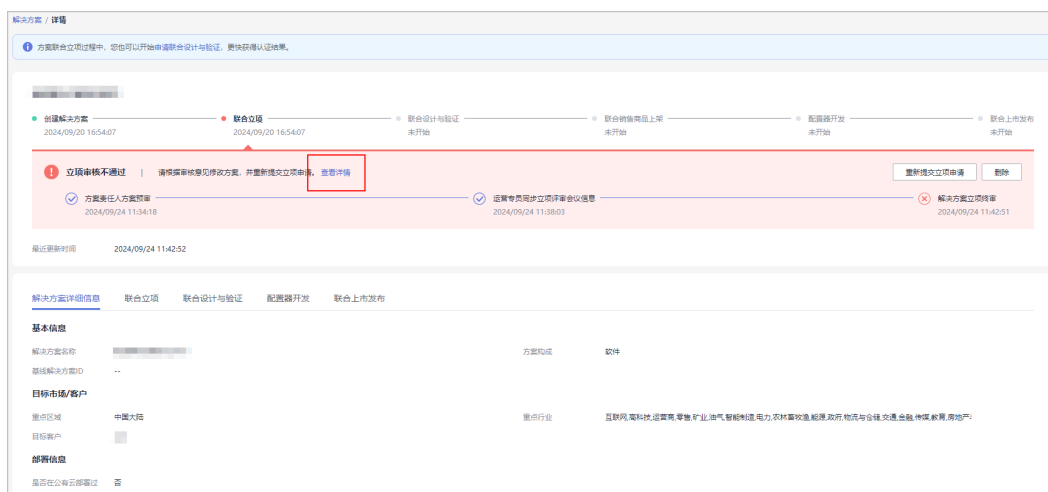 解决方案 / 详情
方案联合立项过程中，您也可以开始申请联合设计与验证，更快获得认证结果。
创建解决方案 联合立项 联合设计与验证 联合销售商品上架 配置器开发 联合上市发布
2024/09/20 16:54:07 2024/09/20 16:54:07 未开始 未开始 未开始 未开始
立项审核不通过 | 请根据审核意见修改方案，并重新提交立项申请。查看详情 重新提交立项申请 删除
方案责任人方案预审 运营专员同步立项评审会议信息 解决方案立项终审
2024/09/24 11:34:18 2024/09/24 11:38:03 2024/09/24 11:42:51
最近更新时间 2024/09/24 11:42:52
解决方案详细信息 联合立项 联合设计与验证 配置器开发 联合上市发布
基本信息
解决方案名称 方案构成 软件
基线解决方案ID --
目标市场/客户
重点区域 中国大陆 重点行业 互联网,高科技,运营商,零售,矿业,油气,智能制造,电力,农林畜牧渔,能源,政府,物流与仓储,交通,金融,传媒,教育,房地产
目标客户
部署信息
是否在公有云部署过 否